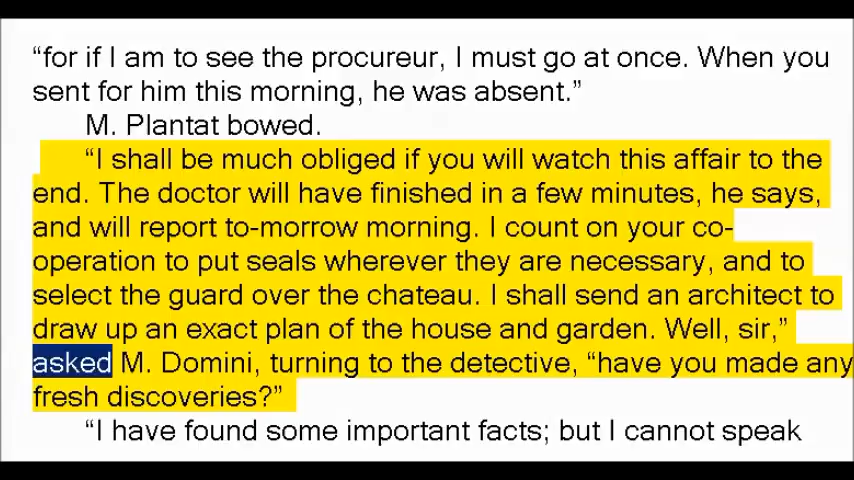 “for if I am to see the procureur, I must go at once. When you
sent for him this morning, he was absent.”
M. Plantat bowed.
“I shall be much obliged if you will watch this affair to the
end. The doctor will have finished in a few minutes, he says,
and will report to-morrow morning. I count on your co-
operation to put seals wherever they are necessary, and to
select the guard over the chateau. I shall send an architect to
draw up an exact plan of the house and garden. Well, sir,”
asked M. Domini, turning to the detective, “have you made any
fresh discoveries?”
“I have found some important facts; but I cannot speak